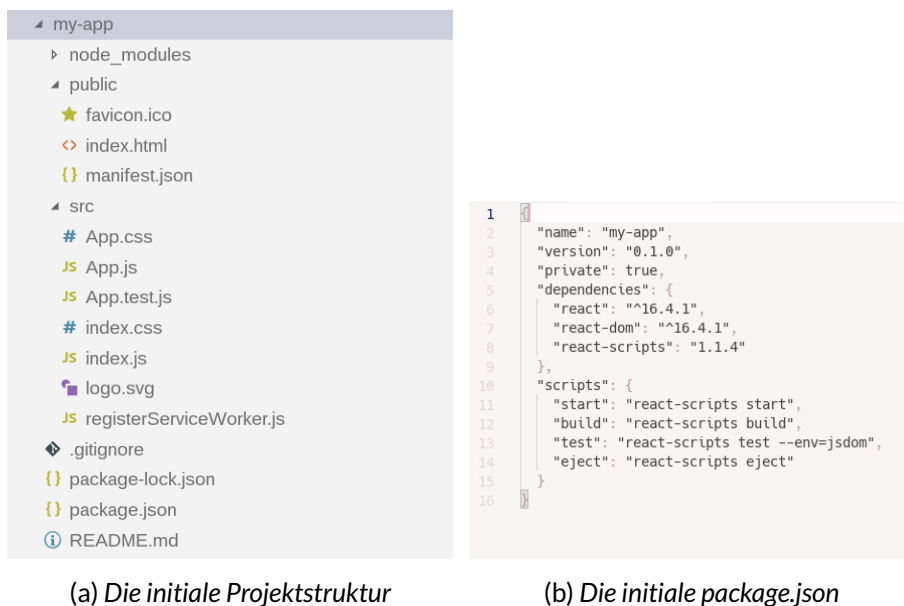 my-app
node_modules
public
favicon.ico
<> index.html
{} manifest.json
src
# App.css
JS App.js
JS App.test.js
# index.css
JS index.js
logo.svg
JS registerServiceWorker.js
.gitignore
{} package-lock.json
{} package.json
README.md
(a) Die initiale Projektstruktur
1 {
2 "name": "my-app",
3 "version": "0.1.0",
4 "private": true,
5 "dependencies": {
6 "react": "^16.4.1",
7 "react-dom": "^16.4.1",
8 "react-scripts": "1.1.4"
9 },
10 "scripts": {
11 "start": "react-scripts start",
12 "build": "react-scripts build",
13 "test": "react-scripts test --env=jsdom",
14 "eject": "react-scripts eject"
15 }
16 }
(b) Die initiale package.json